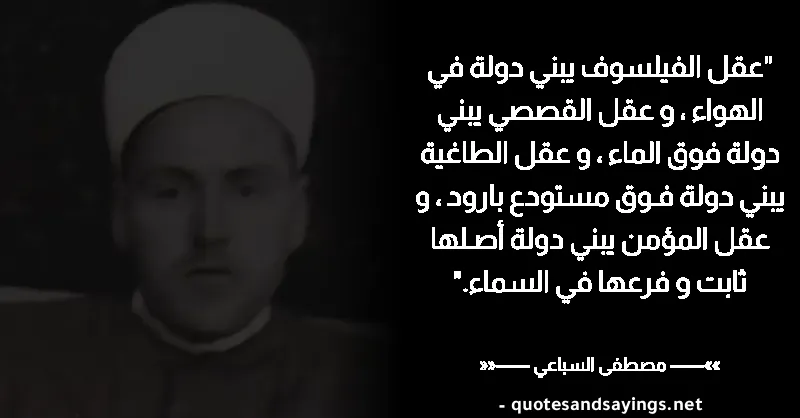 "عقل الفيلسوف يبني دولة في
الهواء ، و عقل القصصي يبني
دولة فوق الماء ، و عقل الطاغية
يبني دولة فوق مستودع بارود ، و
عقل المؤمن يبني دولة أصلها
ثابت و فرعها في السماء."
»»—— مصطفى السباعي ——««
- quotesandsayings.net